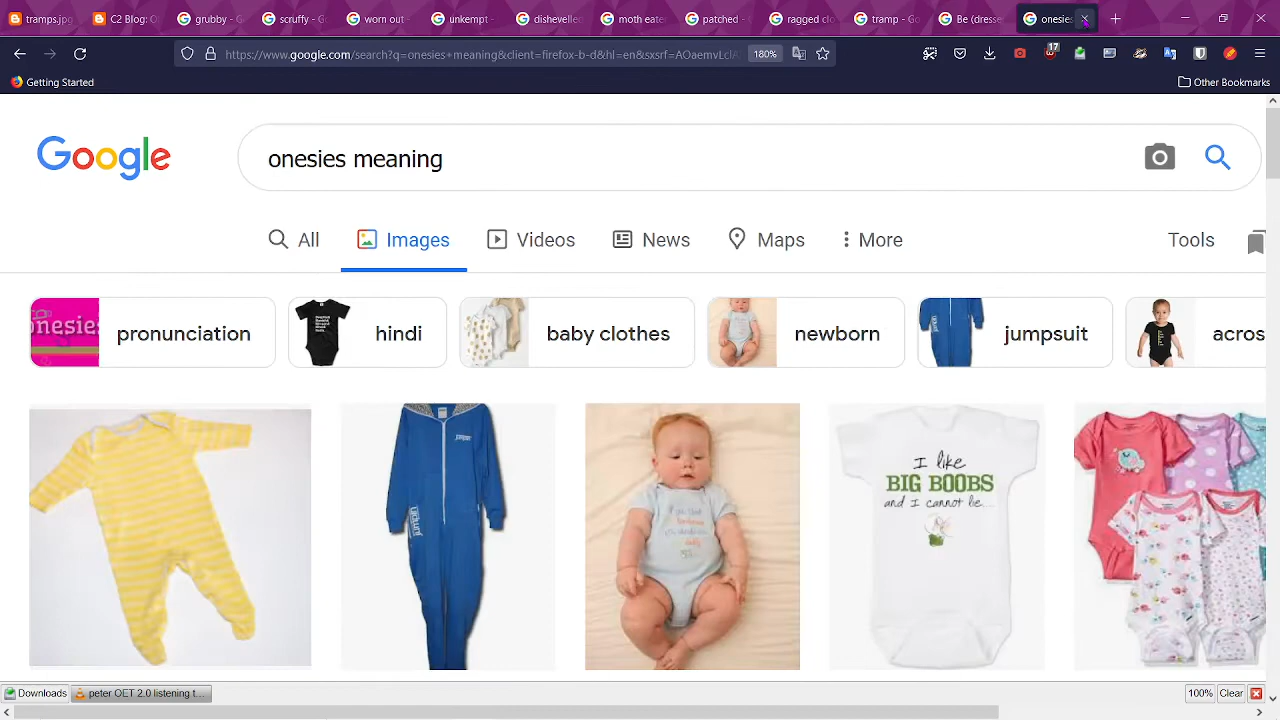 tramps.jpg
C2 Blog: O
grubby - G
scruffy - G
worn out -
unkempt -
dishevelled
moth eate
patched - G
ragged clo
tramp - Go
Be (dresse
onesies
https://www.google.com/search?q=onesies+meaning&client=firefox-b-d&hl=en&sxsrf=AOaemvLcIA
180%
17
Getting Started
Other Bookmarks
Google
onesies meaning
All
Images
Videos
News
Maps
More
Tools
onesies
pronunciation
hindi
baby clothes
newborn
jumpsuit
acros
I like
BIG BOOBS
and I cannot lie...
Downloads
peter OET 2.0 listening t...
100%
Clear